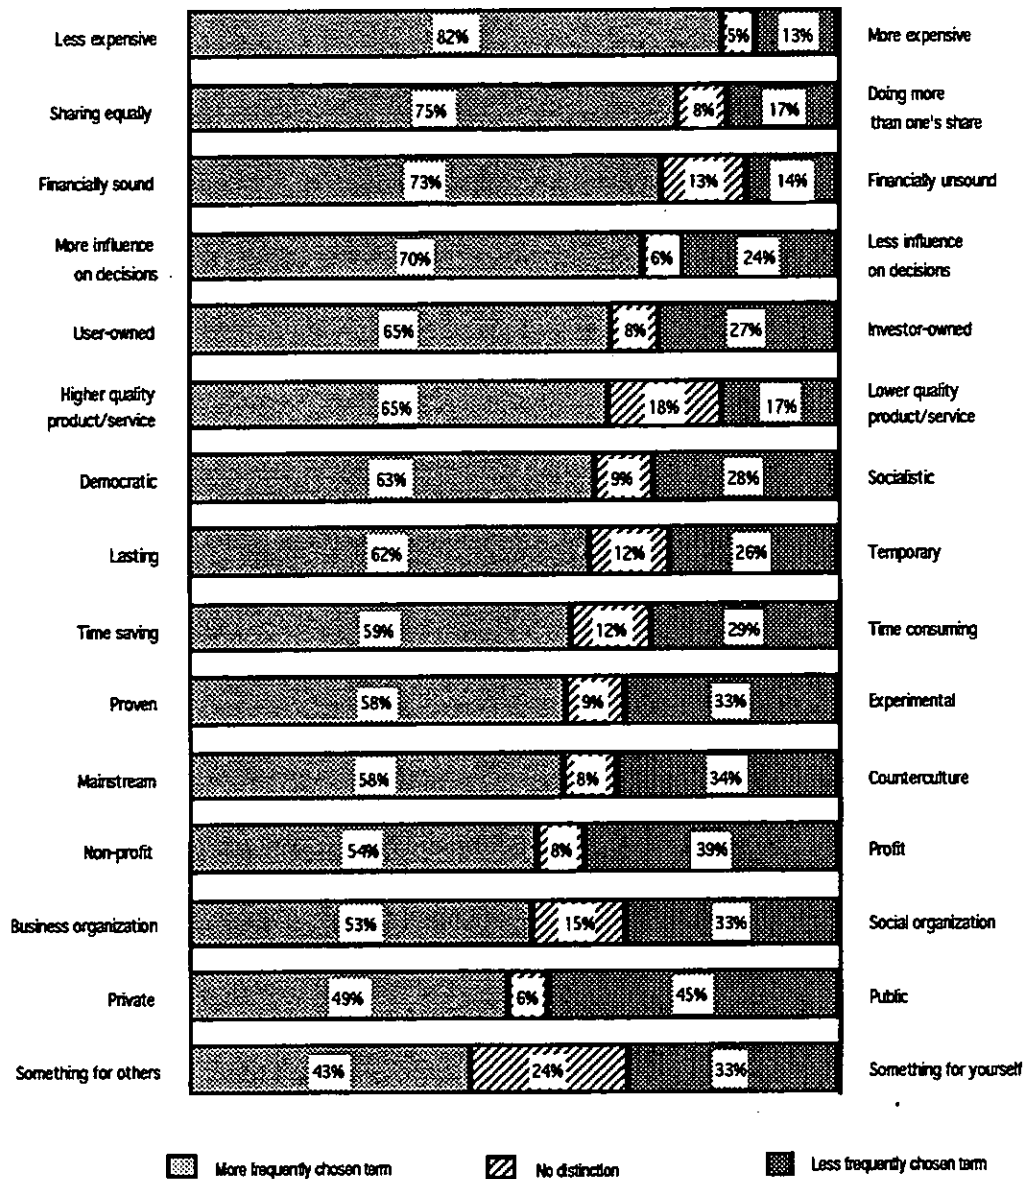 Less expensive 82% 5% 13% More expensive
Sharing equally 75% 8% 17% Doing more
than one's share
Financially sound 73% 13% 14% Financially unsound
More influence
on decisions 70% 6% 24% Less influence
on decisions
User-owned 65% 8% 27% Investor-owned
Higher quality
product/service 65% 18% 17% Lower quality
product/service
Democratic 63% 9% 28% Socialistic
Lasting 62% 12% 26% Temporary
Time saving 59% 12% 29% Time consuming
Proven 58% 9% 33% Experimental
Mainstream 58% 8% 34% Counterculture
Non-profit 54% 8% 39% Profit
Business organization 53% 15% 33% Social organization
Private 49% 6% 45% Public
Something for others 43% 24% 33% Something for yourself
More frequently chosen term No distinction Less frequently chosen term